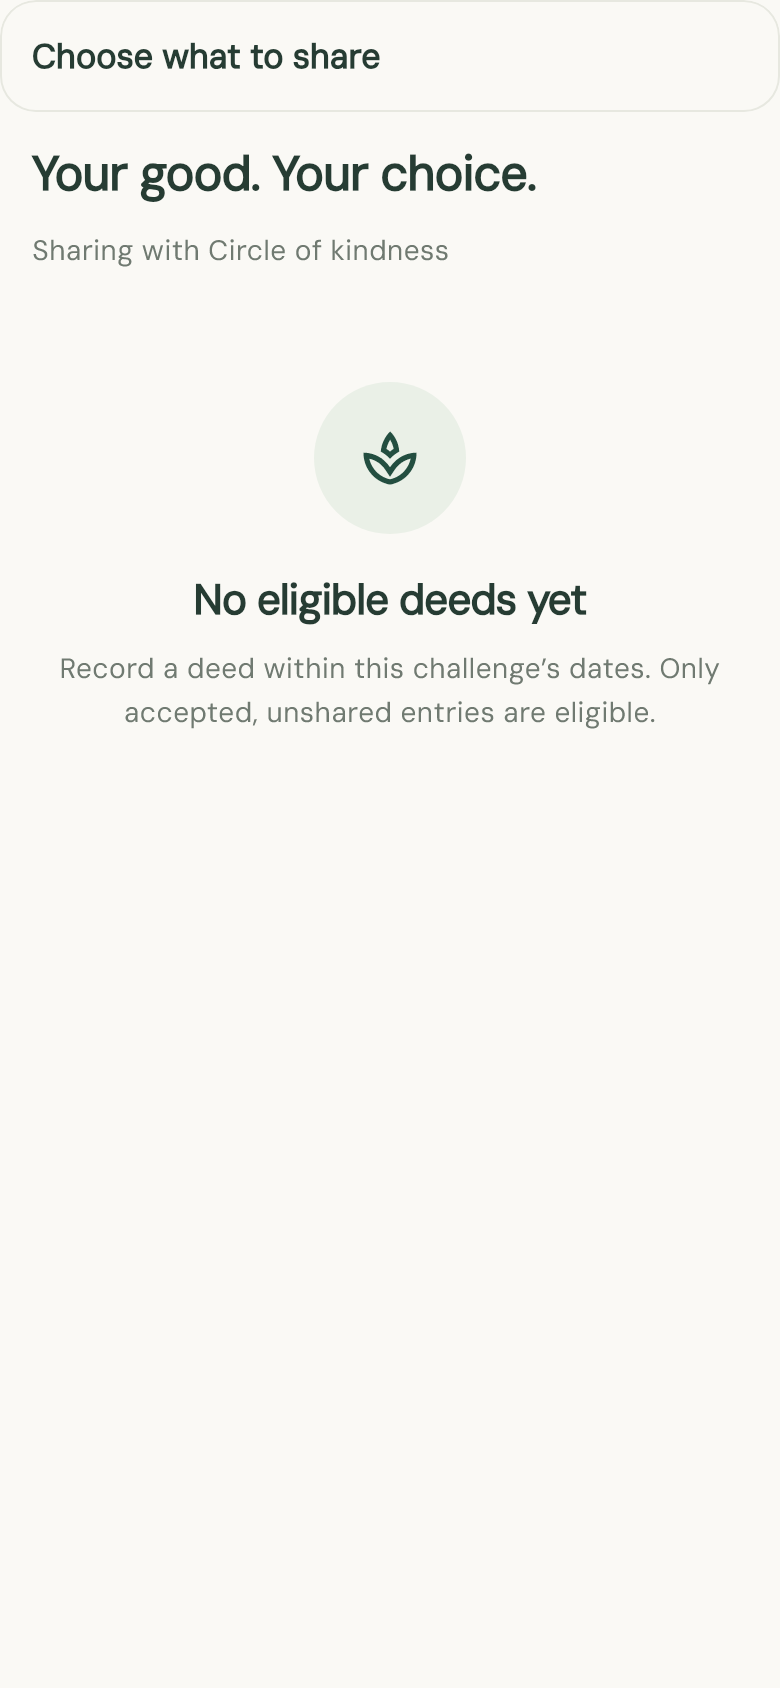 Choose what to share
Your good. Your choice.
Sharing with Circle of kindness
No eligible deeds yet
Record a deed within this challenge’s dates. Only
accepted, unshared entries are eligible.